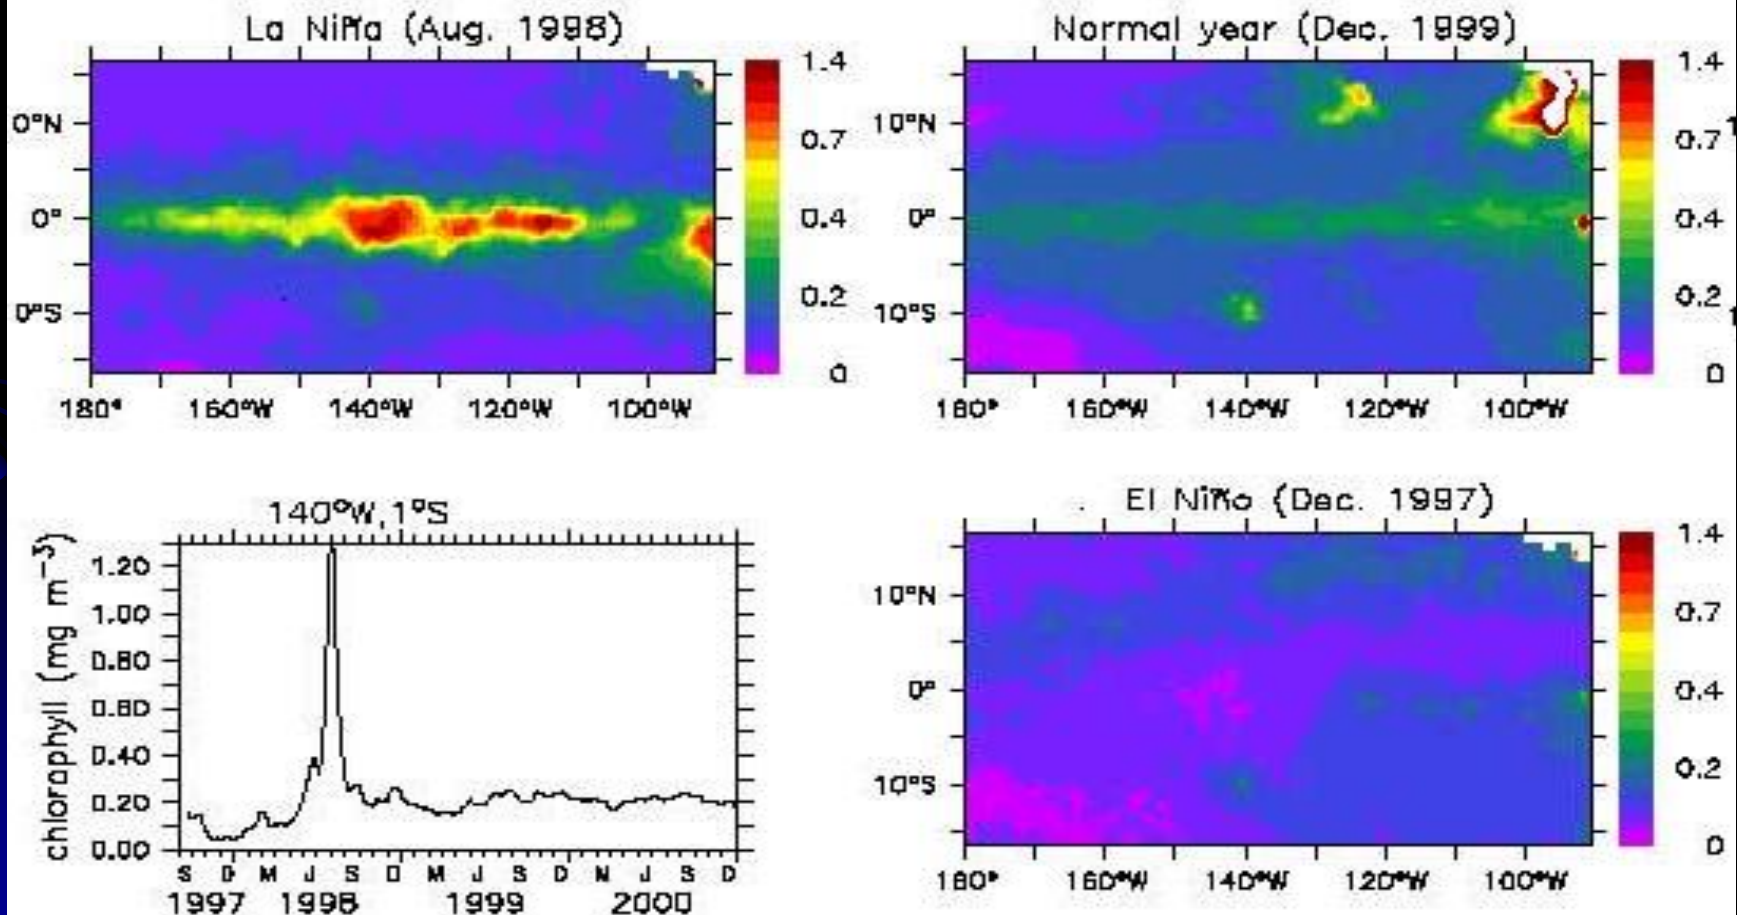 La Niña (Aug. 1998)
1.4
0.7
0.4
0.2
0
0°N
0°
0°S
180° 160°W 140°W 120°W 100°W
Normal year (Dec. 1999)
1.4
0.7
0.4
0.2
0
10°N
0°
10°S
180° 160°W 140°W 120°W 100°W
140°W,1°S
chlorophyll (mg m⁻³)
1.20
1.00
0.80
0.60
0.40
0.20
0.00
S D M J S D M J S D M J S D
1997 1998 1999 2000
El Niño (Dec. 1997)
1.4
0.7
0.4
0.2
0
10°N
0°
10°S
180° 160°W 140°W 120°W 100°W